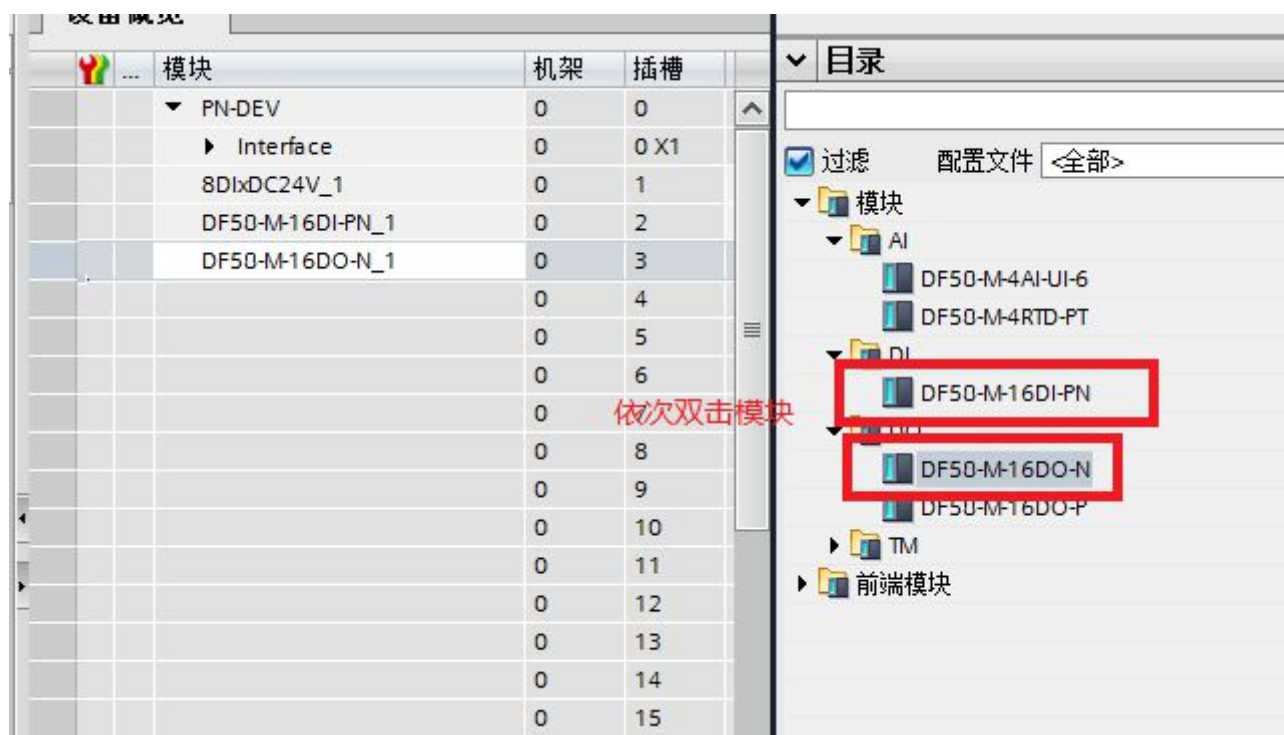 设备概览
... 模块 机架 插槽
PN-DEV 0 0
Interface 0 0 X1
8DIxDC24V_1 0 1
DF50-M-16DI-PN_1 0 2
DF50-M-16DO-N_1 0 3
0 4
0 5
0 6
0 7
0 8
0 9
0 10
0 11
0 12
0 13
0 14
0 15
依次双击模块
目录
过滤 配置文件 <全部>
模块
AI
DF50-M-4AI-UI-6
DF50-M-4RTD-PT
DI
DF50-M-16DI-PN
DO
DF50-M-16DO-N
DF50-M-16DO-P
TM
前端模块